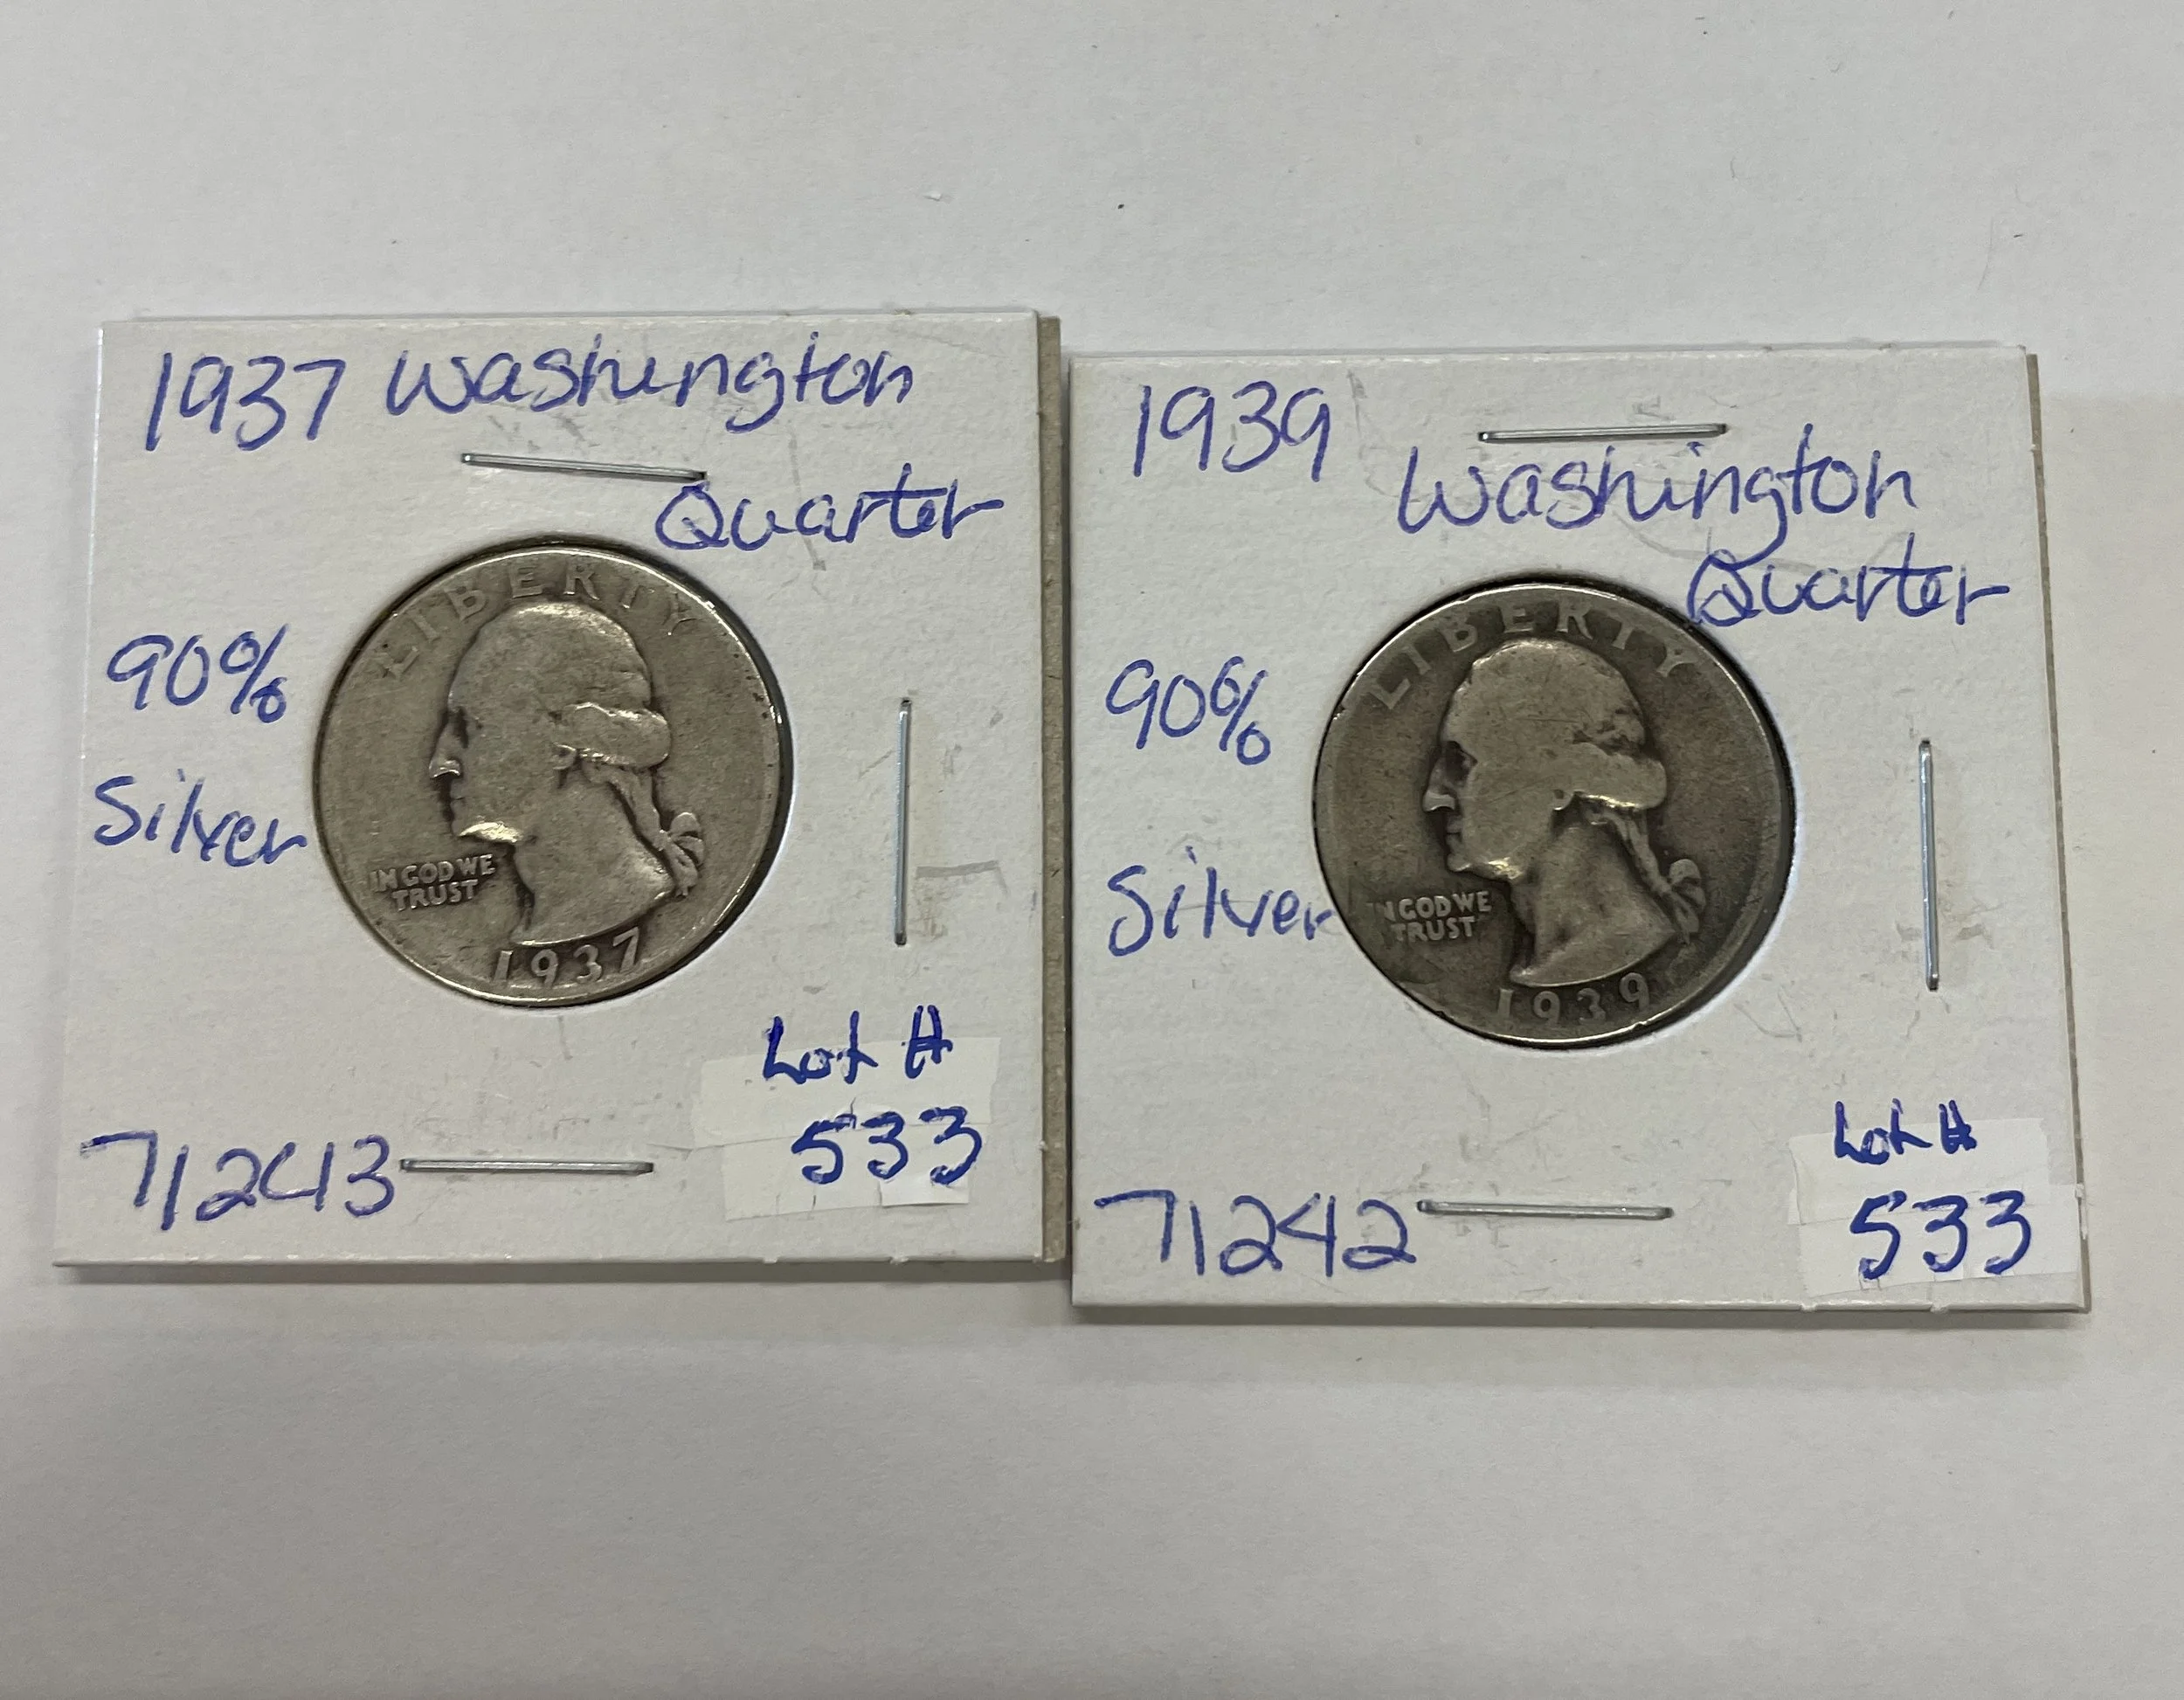 1937 Washington
Quarter
90%
Silver
LIBERTY
IN GOD WE
TRUST
1937
Lot #
533
71243
1939
Washington
Quarter
90%
Silver
LIBERTY
IN GOD WE
TRUST
1939
Lot #
533
71242